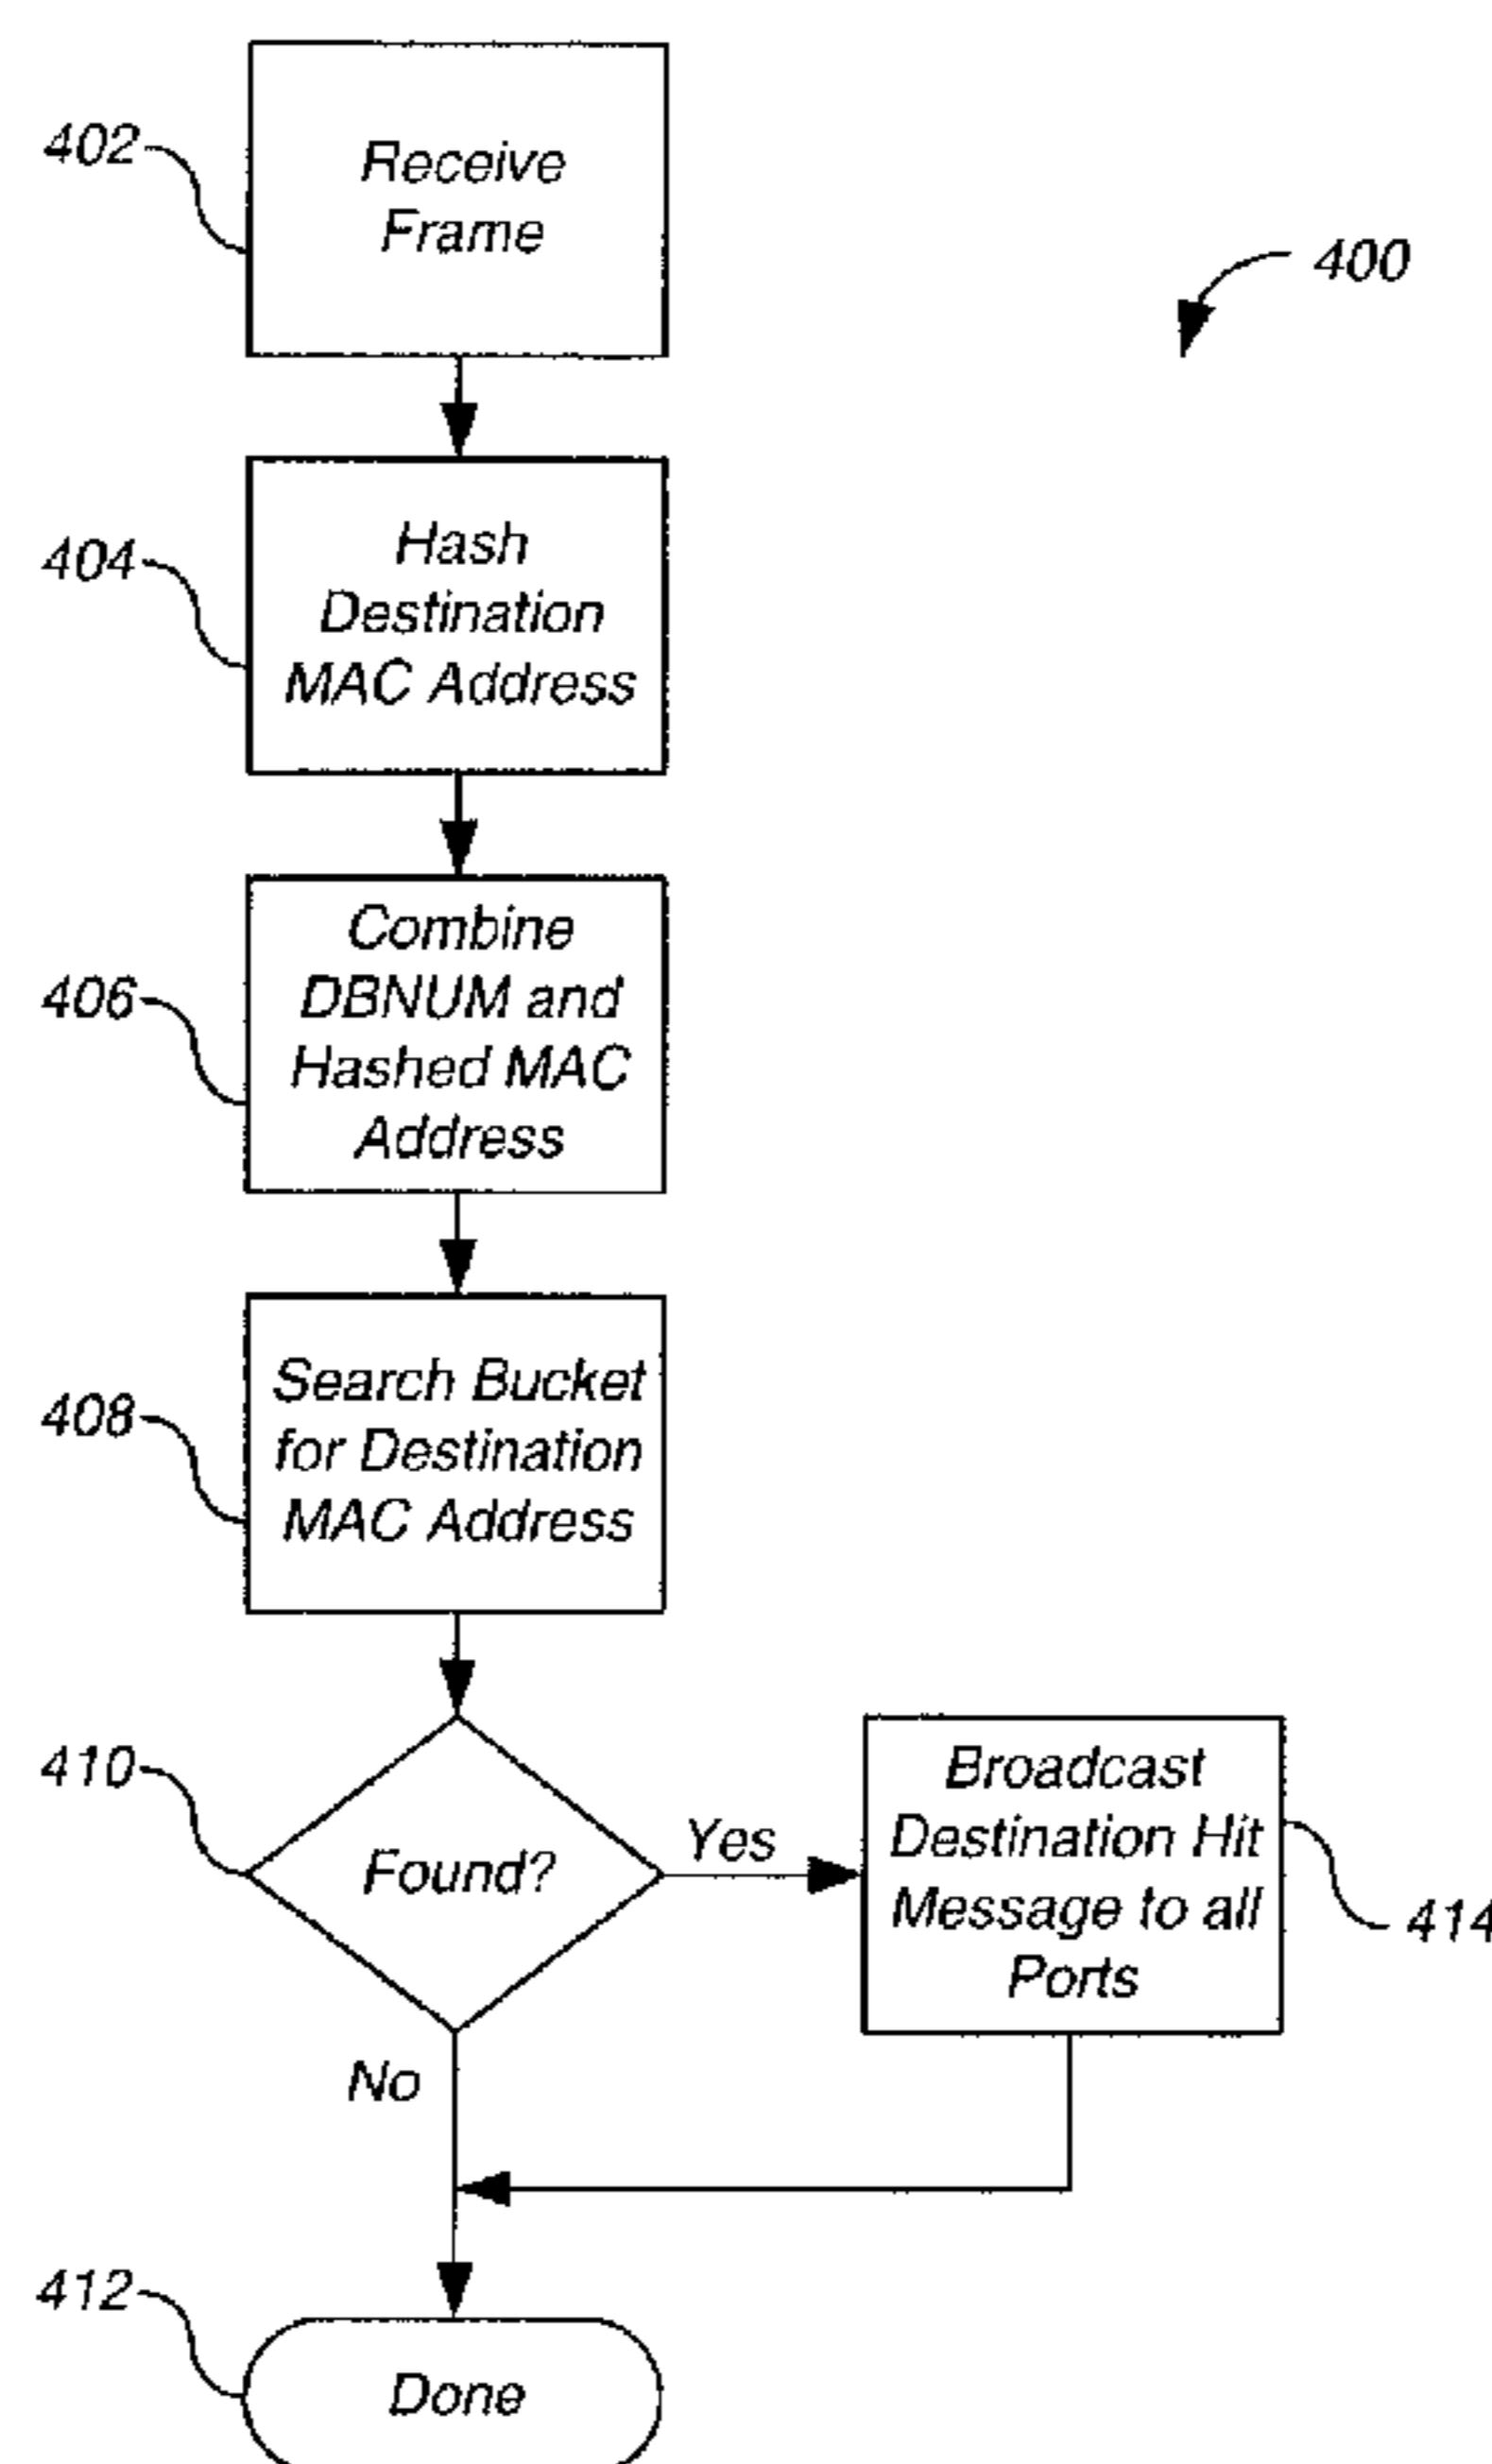 402
Receive
Frame
400
404
Hash
Destination
MAC Address
406
Combine
DBNUM and
Hashed MAC
Address
408
Search Bucket
for Destination
MAC Address
410
Found?
Yes
Broadcast
Destination Hit
Message to all
Ports
414
No
412
Done